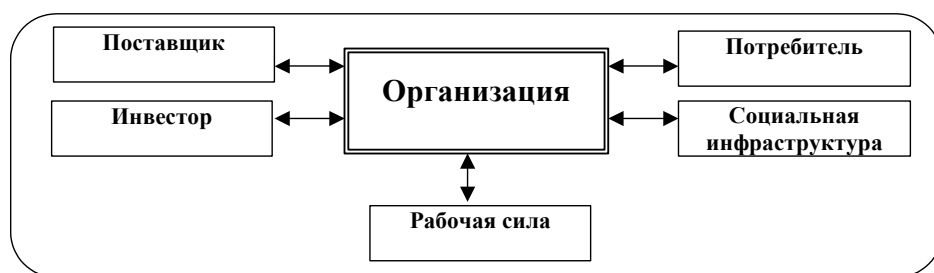 Поставщик
Потребитель
Организация
Инвестор
Социальная
инфраструктура
Рабочая сила